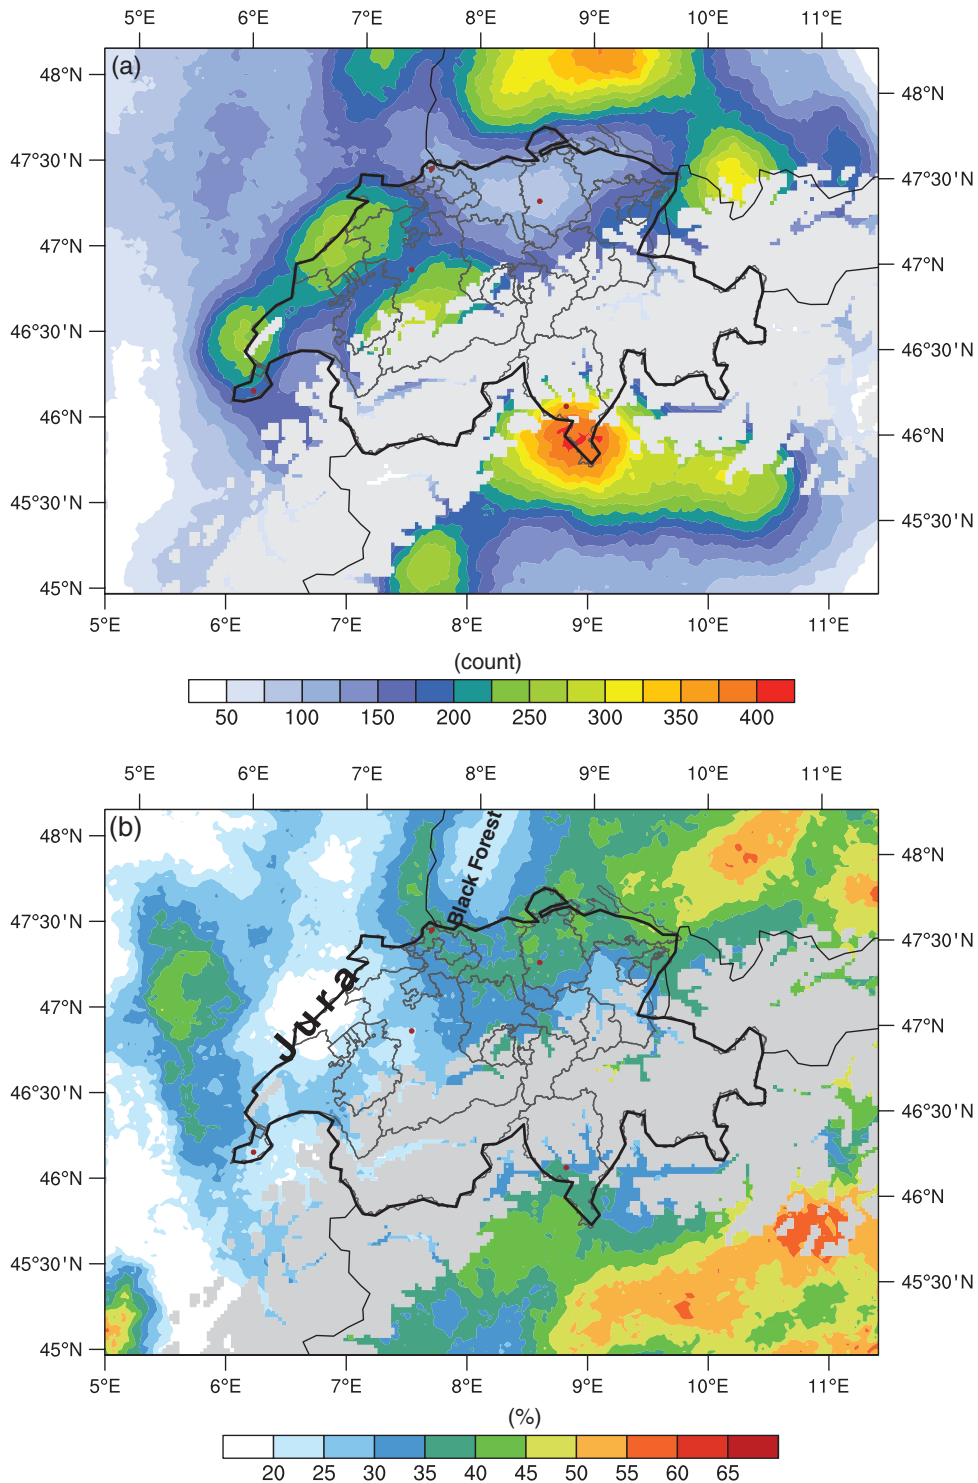 5°E 6°E 7°E 8°E 9°E 10°E 11°E
(a)
48°N 48°N
47°30'N 47°30'N
47°N 47°N
46°30'N 46°30'N
46°N 46°N
45°30'N 45°30'N
45°N
5°E 6°E 7°E 8°E 9°E 10°E 11°E
(count)
50 100 150 200 250 300 350 400
5°E 6°E 7°E 8°E 9°E 10°E 11°E
(b)
Black Forest
48°N 48°N
47°30'N 47°30'N
Jura
47°N 47°N
46°30'N 46°30'N
46°N 46°N
45°30'N 45°30'N
45°N
5°E 6°E 7°E 8°E 9°E 10°E 11°E
(%)
20 25 30 35 40 45 50 55 60 65